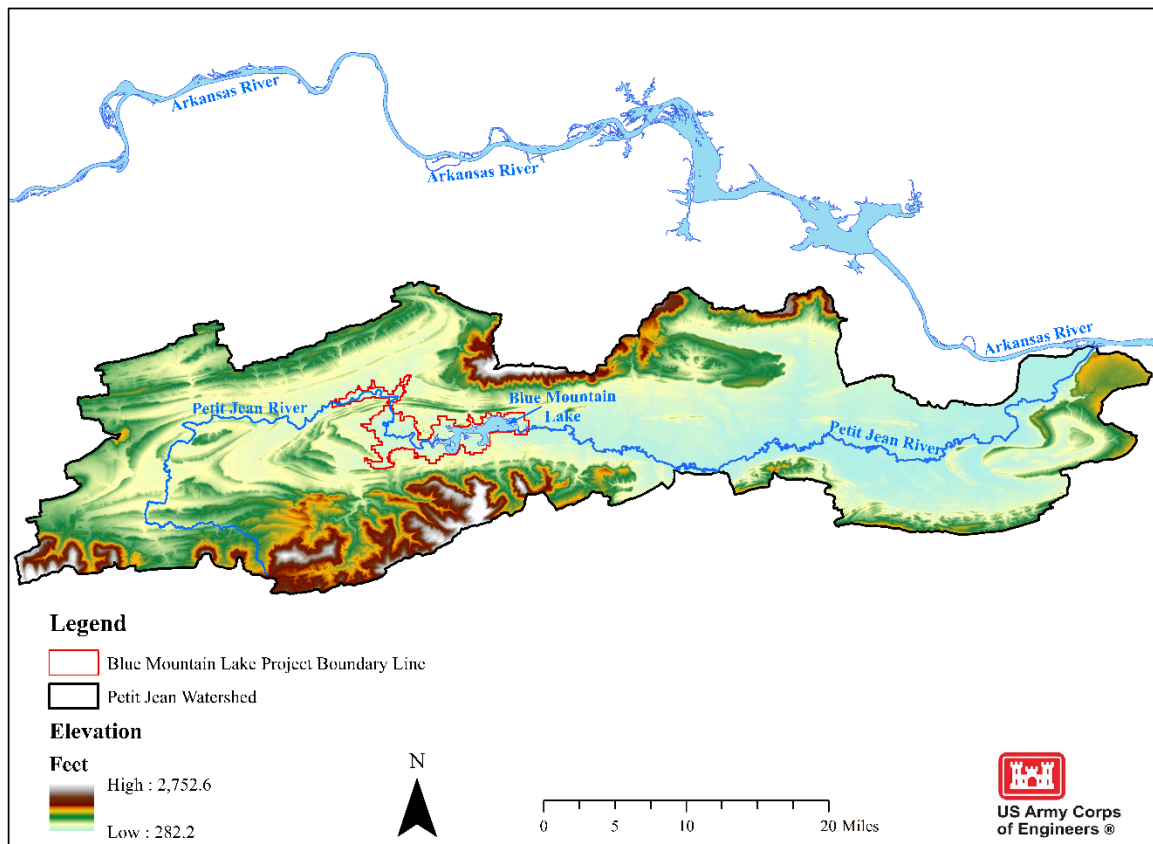 Arkansas River
Arkansas River
Arkansas River
Blue Mountain
Lake
Petit Jean River
Petit Jean River
Legend
Blue Mountain Lake Project Boundary Line
Petit Jean Watershed
Elevation
Feet
High : 2,752.6
Low : 282.2
N
0 5 10 20 Miles
US Army Corps
of Engineers ®